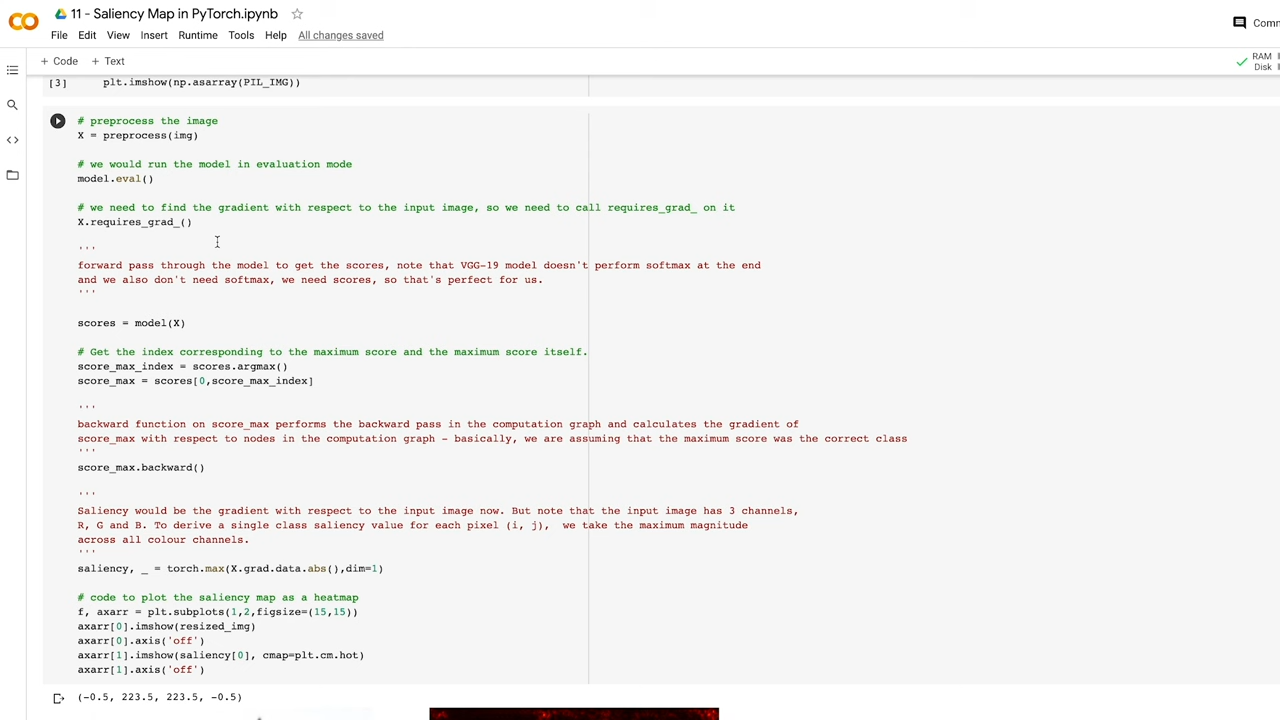 11 - Saliency Map in PyTorch.ipynb
File Edit View Insert Runtime Tools Help All changes saved
+ Code + Text
RAM
Disk
[3] plt.imshow(np.asarray(PIL_IMG))
# preprocess the image
X = preprocess(img)
# we would run the model in evaluation mode
model.eval()
# we need to find the gradient with respect to the input image, so we need to call requires_grad_ on it
X.requires_grad_()
'''
forward pass through the model to get the scores, note that VGG-19 model doesn't perform softmax at the end
and we also don't need softmax, we need scores, so that's perfect for us.
'''
scores = model(X)
# Get the index corresponding to the maximum score and the maximum score itself.
score_max_index = scores.argmax()
score_max = scores[0,score_max_index]
'''
backward function on score_max performs the backward pass in the computation graph and calculates the gradient of
score_max with respect to nodes in the computation graph - basically, we are assuming that the maximum score was the correct class
'''
score_max.backward()
'''
Saliency would be the gradient with respect to the input image now. But note that the input image has 3 channels,
R, G and B. To derive a single class saliency value for each pixel (i, j),  we take the maximum magnitude
across all colour channels.
'''
saliency, _ = torch.max(X.grad.data.abs(),dim=1)
# code to plot the saliency map as a heatmap
f, axarr = plt.subplots(1,2,figsize=(15,15))
axarr[0].imshow(resized_img)
axarr[0].axis('off')
axarr[1].imshow(saliency[0], cmap=plt.cm.hot)
axarr[1].axis('off')
(-0.5, 223.5, 223.5, -0.5)